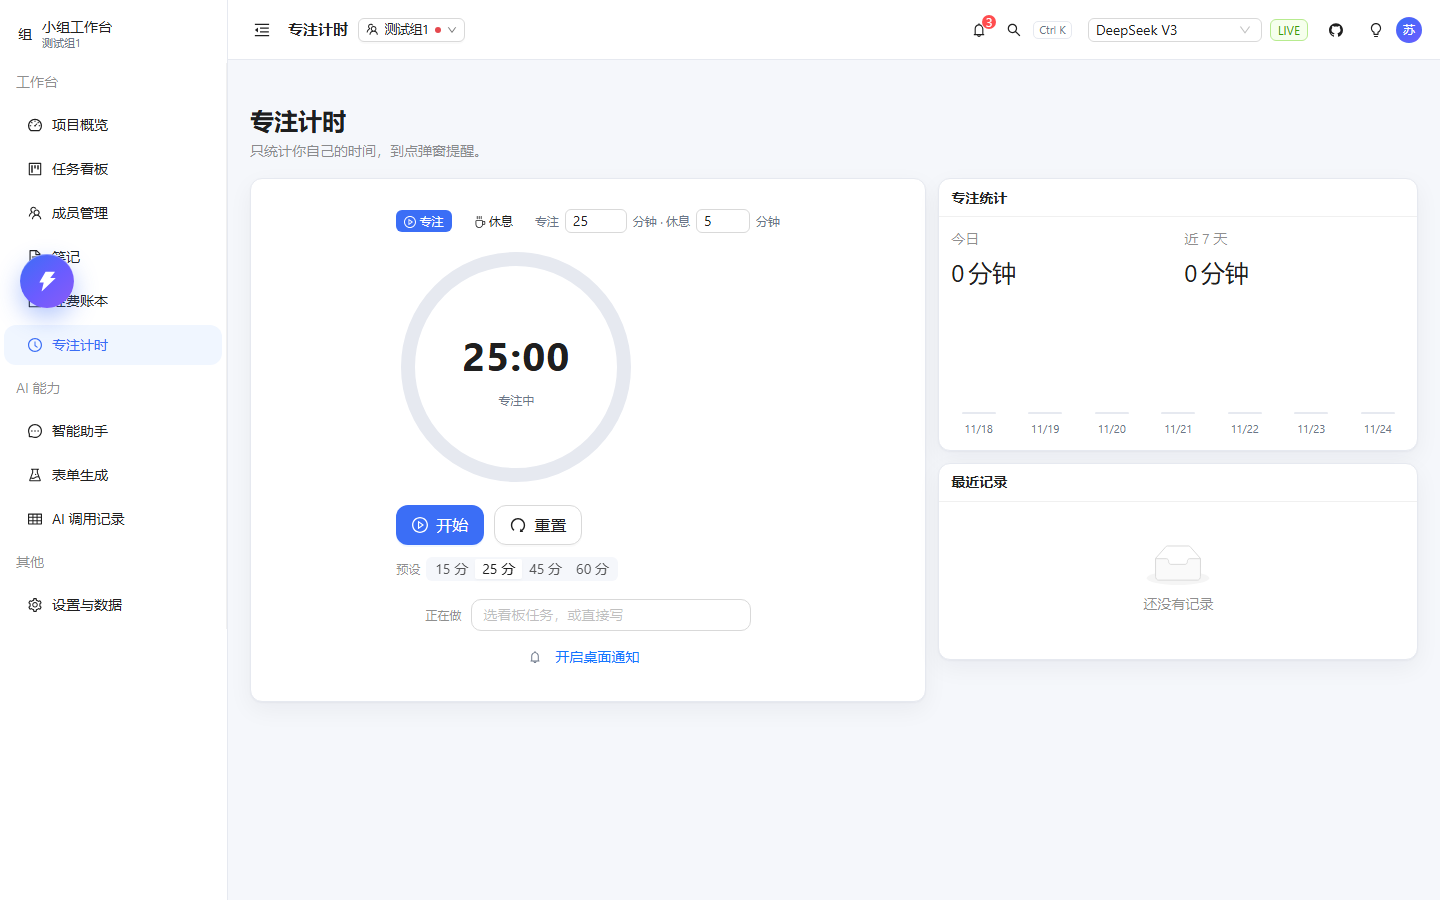 组 小组工作台
测试组1
工作台
项目概览
任务看板
成员管理
笔记
费账本
专注计时
AI 能力
智能助手
表单生成
AI 调用记录
其他
设置与数据
专注计时 测试组1
3
Ctrl K
DeepSeek V3
LIVE
苏
专注计时
只统计你自己的时间，到点弹窗提醒。
专注 休息 专注 25 分钟 · 休息 5 分钟
25:00
专注中
开始 重置
预设 15 分 25 分 45 分 60 分
正在做 选看板任务，或直接写
开启桌面通知
专注统计
今日 近 7 天
0 分钟 0 分钟
11/18 11/19 11/20 11/21 11/22 11/23 11/24
最近记录
还没有记录